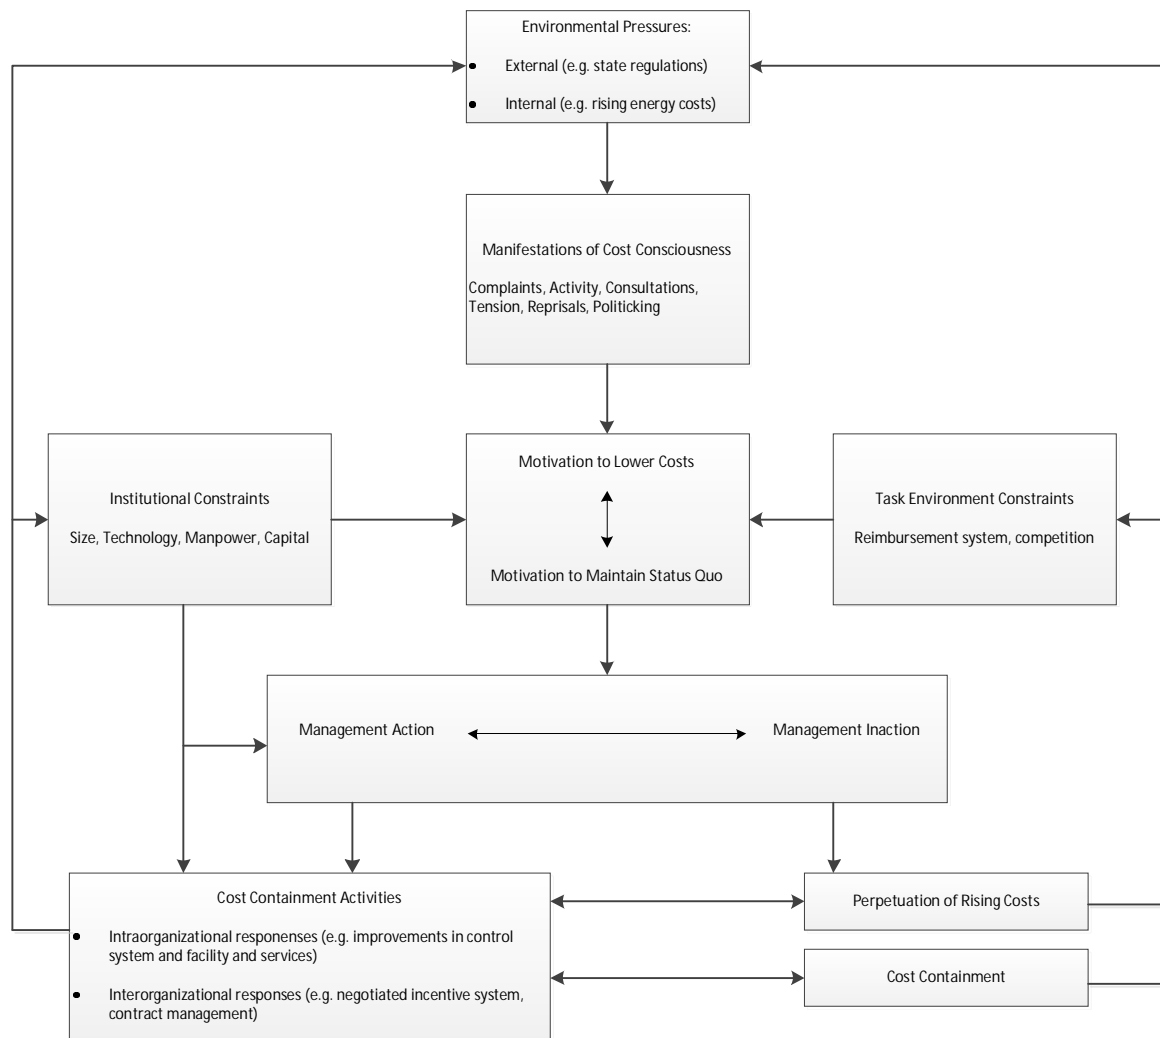 Environmental Pressures:
External (e.g. state regulations)
Internal (e.g. rising energy costs)
Manifestations of Cost Consciousness
Complaints, Activity, Consultations,
Tension, Reprisals, Politicking
Institutional Constraints
Size, Technology, Manpower, Capital
Motivation to Lower Costs
Motivation to Maintain Status Quo
Task Environment Constraints
Reimbursement system, competition
Management Action
Management Inaction
Cost Containment Activities
Intraorganizational responenses (e.g. improvements in control
system and facility and services)
Interorganizational responses (e.g. negotiated incentive system,
contract management)
Perpetuation of Rising Costs
Cost Containment